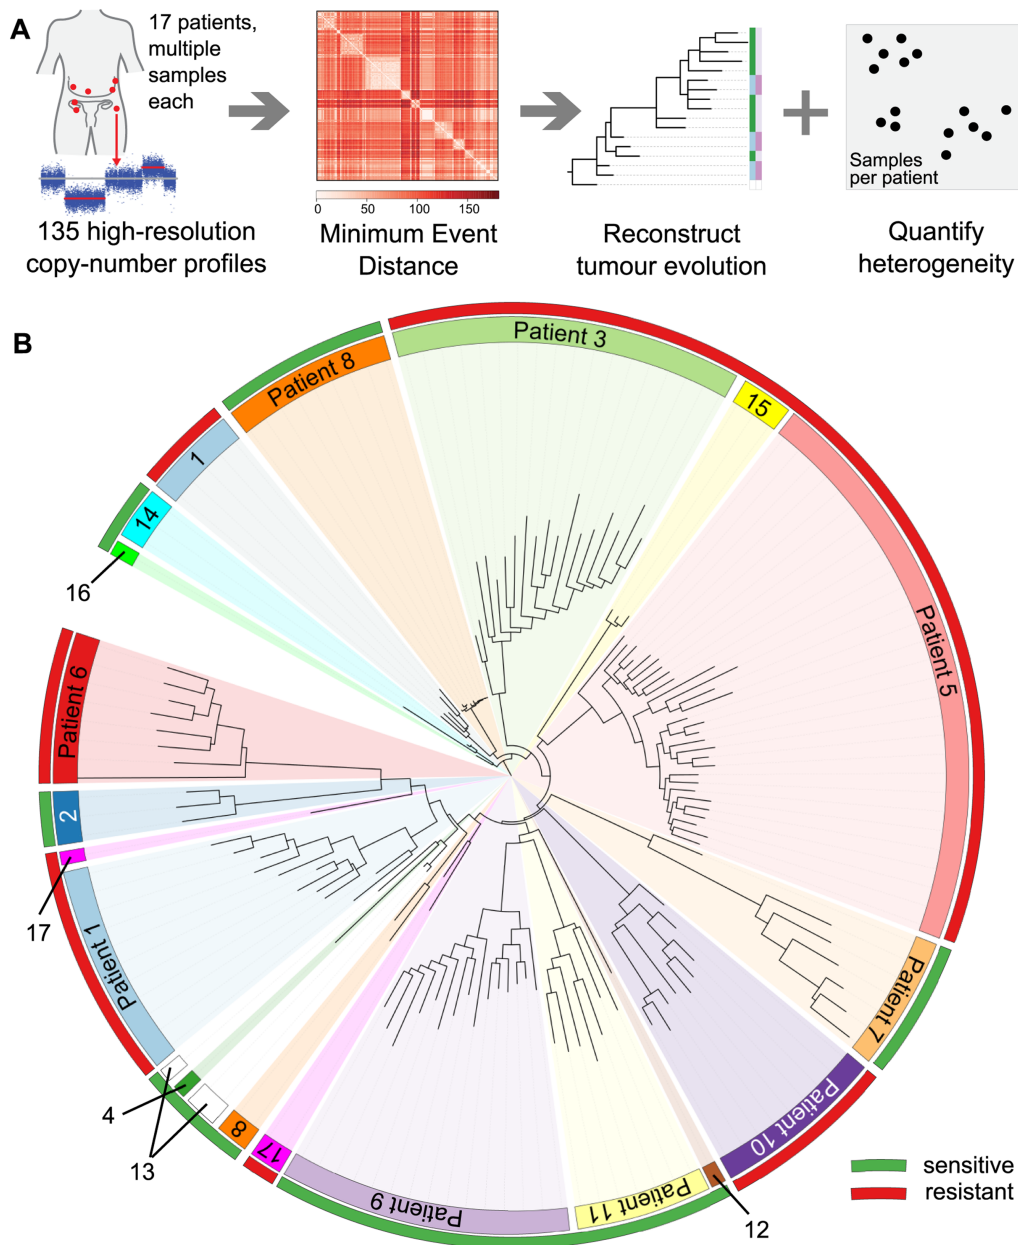 A
17 patients,
multiple
samples
each
Samples
per patient
0 50 100 150
135 high-resolution
copy-number profiles
Minimum Event
Distance
Reconstruct
tumour evolution
Quantify
heterogeneity
B
Patient 3
Patient 8
15
1
14
16
Patient 5
Patient 6
2
17
Patient 1
Patient 7
4
13
8
17
Patient 9
Patient 11
12
Patient 10
sensitive
resistant